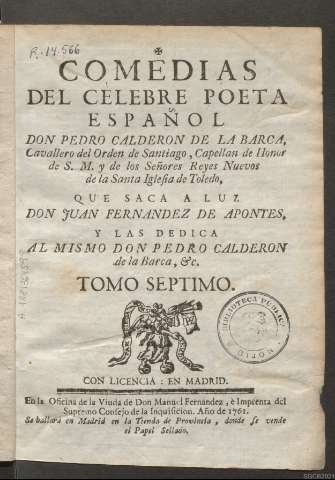 R.-14.566
✠
COMEDIAS
DEL CELEBRE POETA
ESPAÑOL
DON PEDRO CALDERON DE LA BARCA,
Cavallero del Orden de Santiago, Capellan de Honor
de S. M. y de los Señores Reyes Nuevos
de la Santa Iglesia de Toledo,
QUE SACA A LUZ
DON JUAN FERNANDEZ DE APONTES,
Y LAS DEDICA
AL MISMO DON PEDRO CALDERON
de la Barca, &c.
TOMO SEPTIMO.
BIBLIOTECA PUBLICA
CON LICENCIA: EN MADRID.
En la Oficina de la Viuda de Don Manuel Fernandez, è Imprenta del
Supremo Consejo de la Inquisicion. Año de 1761.
Se hallará en Madrid en la Tienda de Provincia, donde se vende
el Papel Sellado.